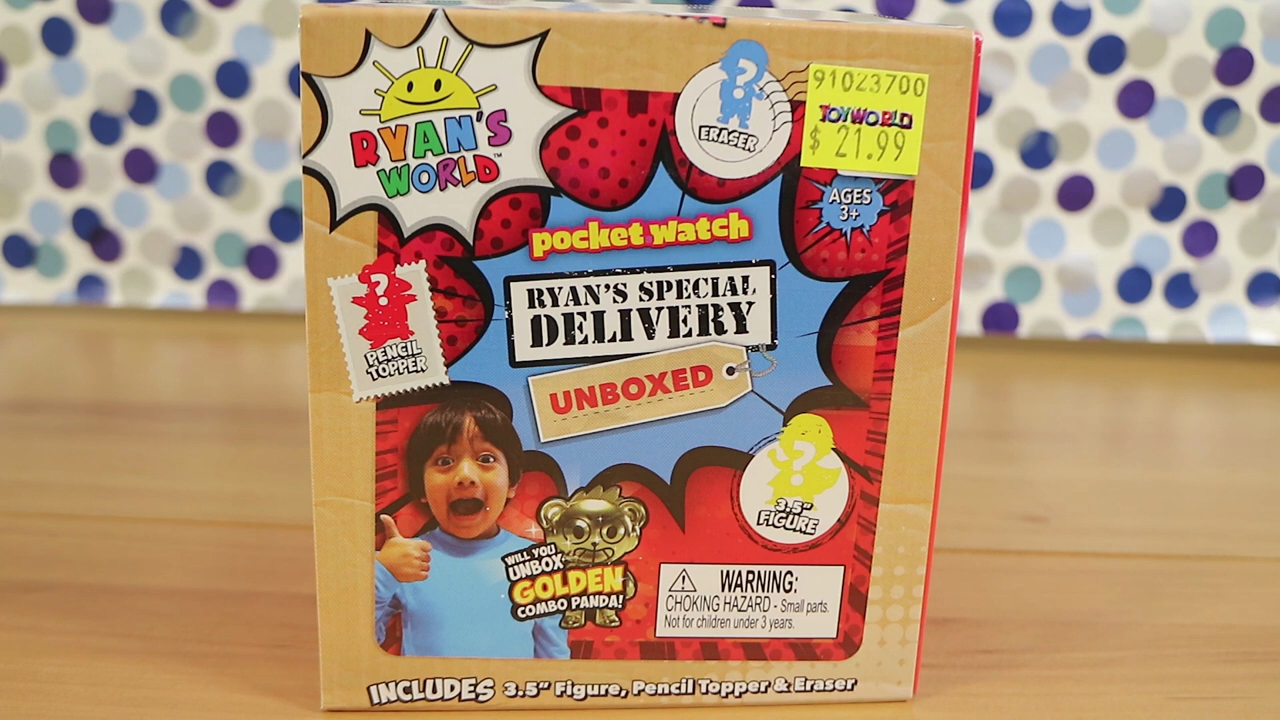 RYAN'S
WORLD™
?
ERASER
91023700
TOYWORLD
$ 21.99
AGES
3+
pocket.watch
RYAN'S SPECIAL
DELIVERY
UNBOXED
?
PENCIL
TOPPER
?
3.5"
FIGURE
WILL YOU
UNBOX
GOLDEN
COMBO PANDA!
WARNING:
CHOKING HAZARD - Small parts.
Not for children under 3 years.
INCLUDES 3.5" Figure, Pencil Topper & Eraser